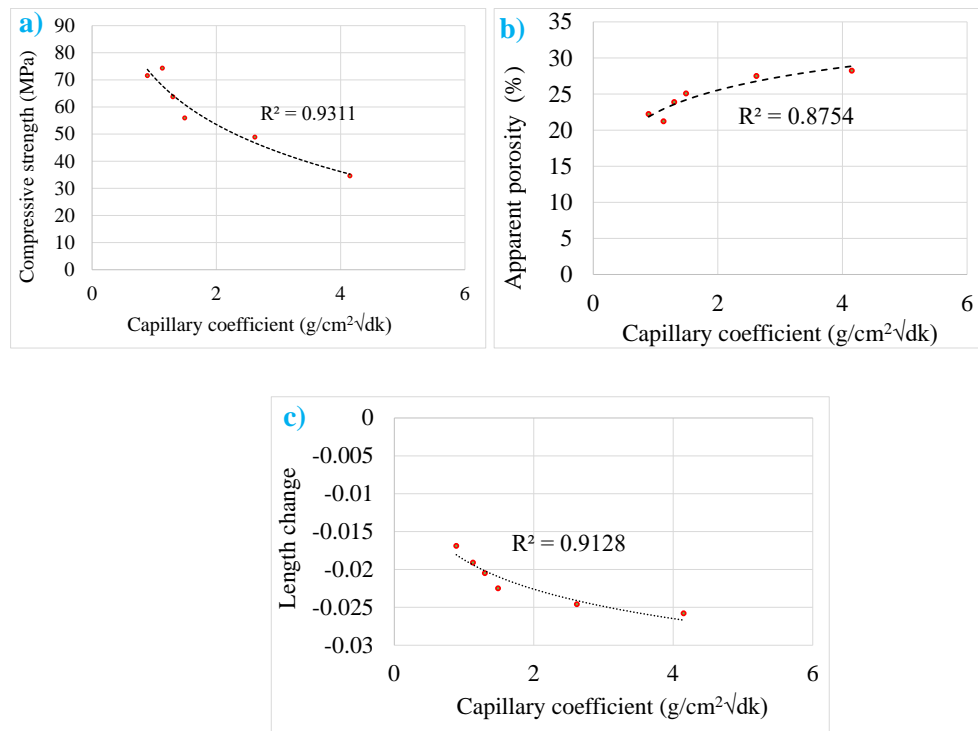 a)
Compressive strength (MPa)
90
80
70
60
50
40
30
20
10
0
R² = 0.9311
0 2 4 6
Capillary coefficient (g/cm²√dk)
b)
Apparent porosity (%)
35
30
25
20
15
10
5
0
R² = 0.8754
0 2 4 6
Capillary coefficient (g/cm²√dk)
c)
Length change
0
-0.005
-0.01
-0.015
-0.02
-0.025
-0.03
R² = 0.9128
0 2 4 6
Capillary coefficient (g/cm²√dk)